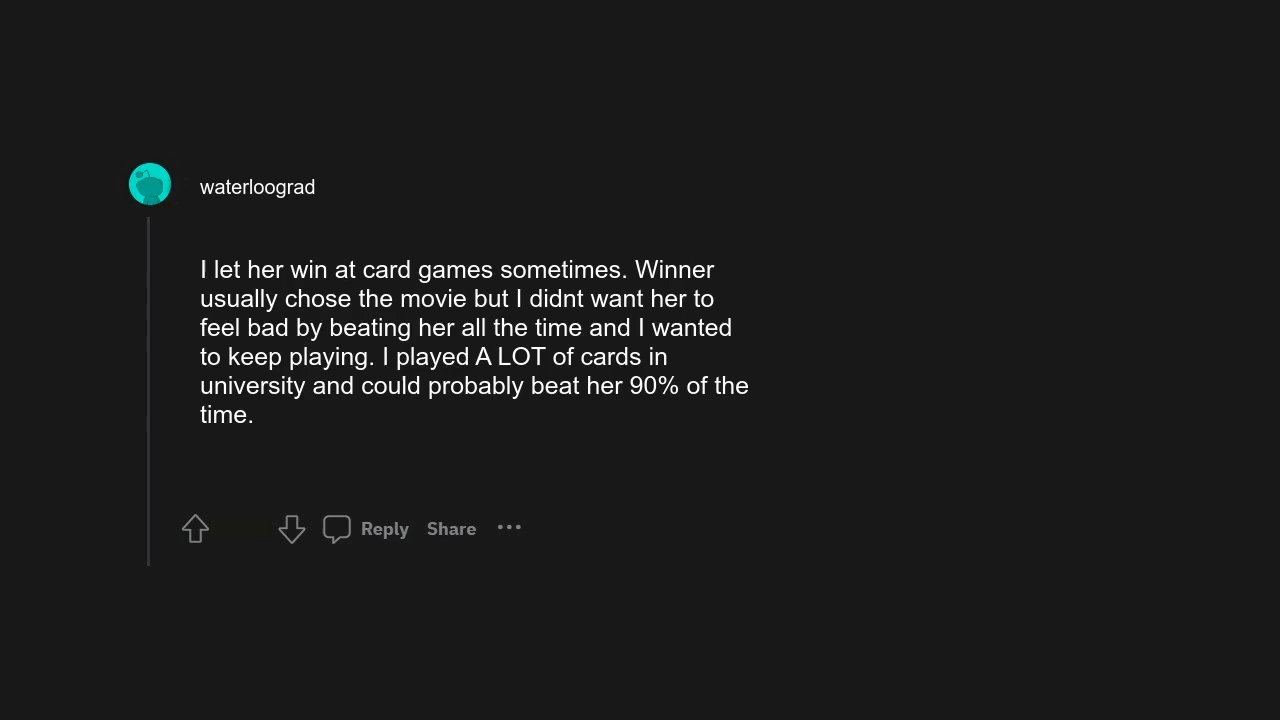 waterloograd
I let her win at card games sometimes. Winner
usually chose the movie but I didnt want her to
feel bad by beating her all the time and I wanted
to keep playing. I played A LOT of cards in
university and could probably beat her 90% of the
time.
Reply Share